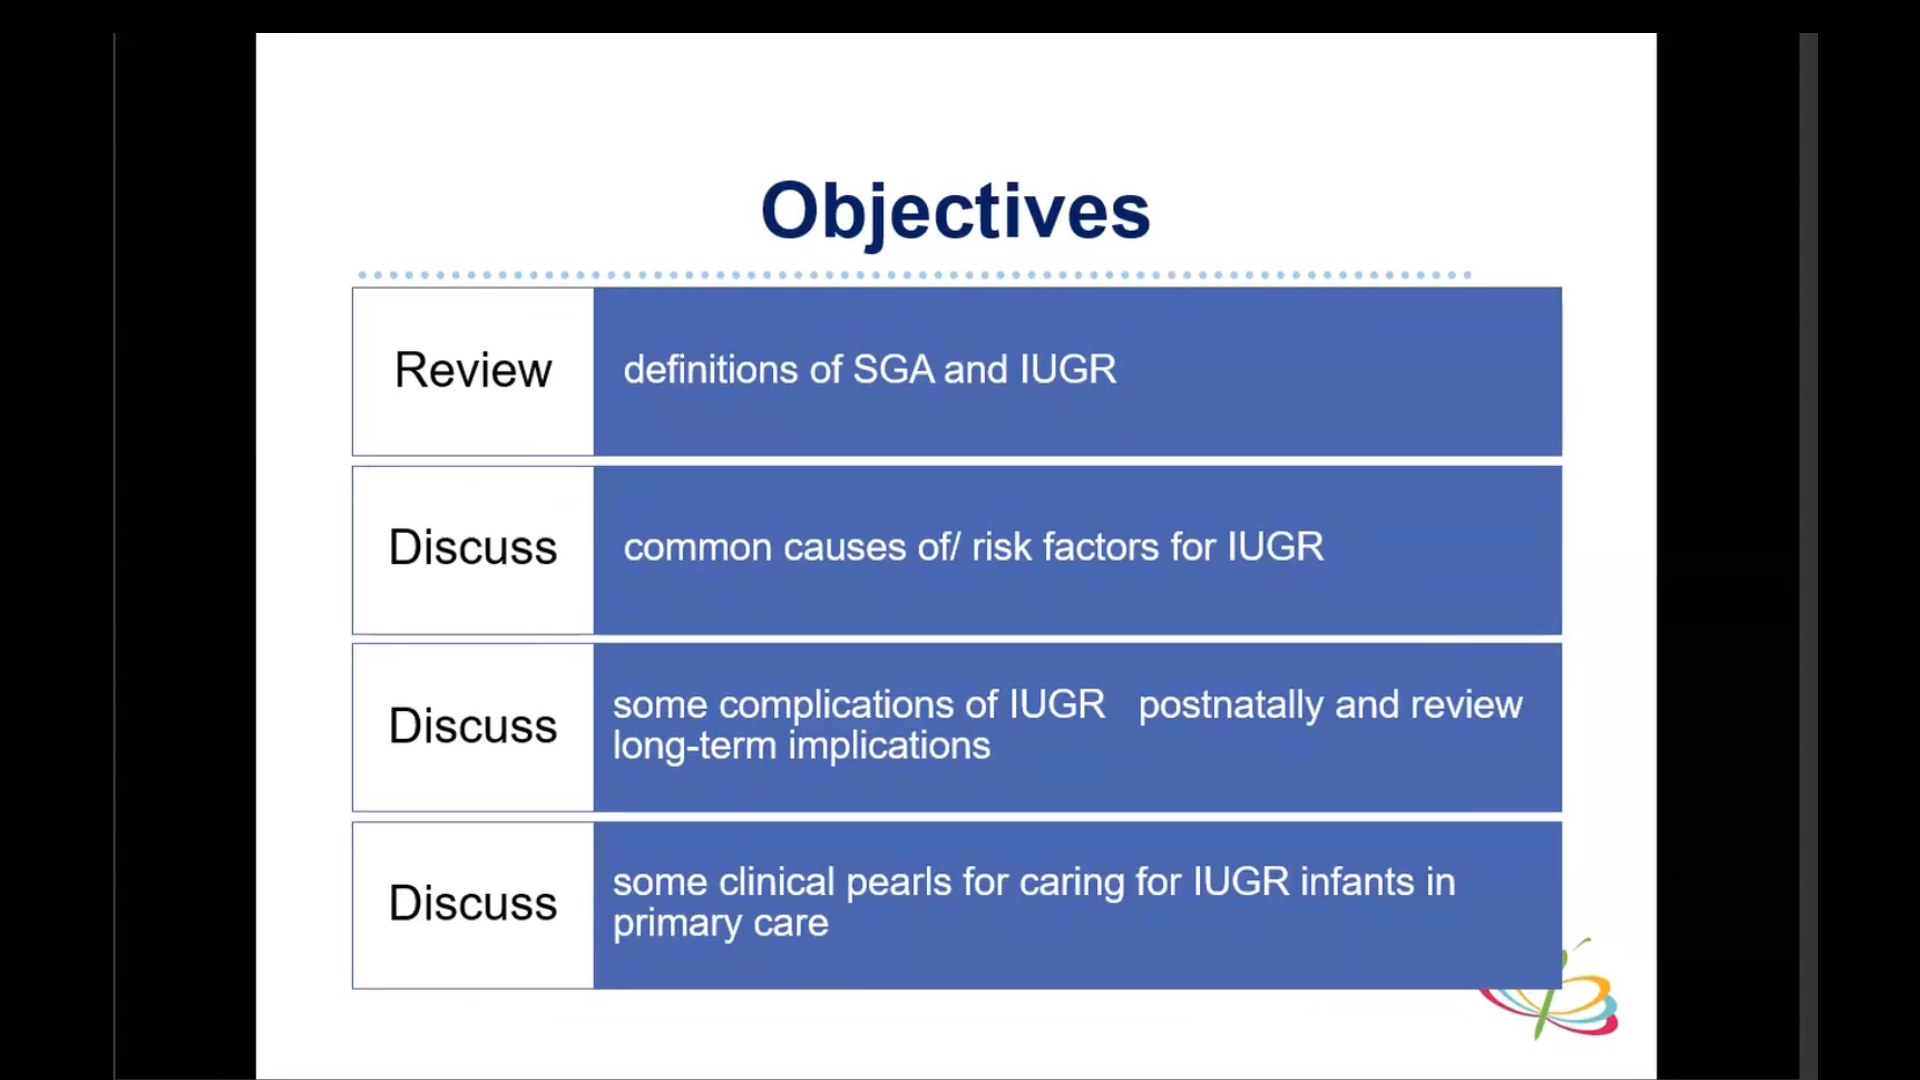 Objectives
Review
definitions of SGA and IUGR
Discuss
common causes of/ risk factors for IUGR
Discuss
some complications of IUGR   postnatally and review
long-term implications
Discuss
some clinical pearls for caring for IUGR infants in
primary care